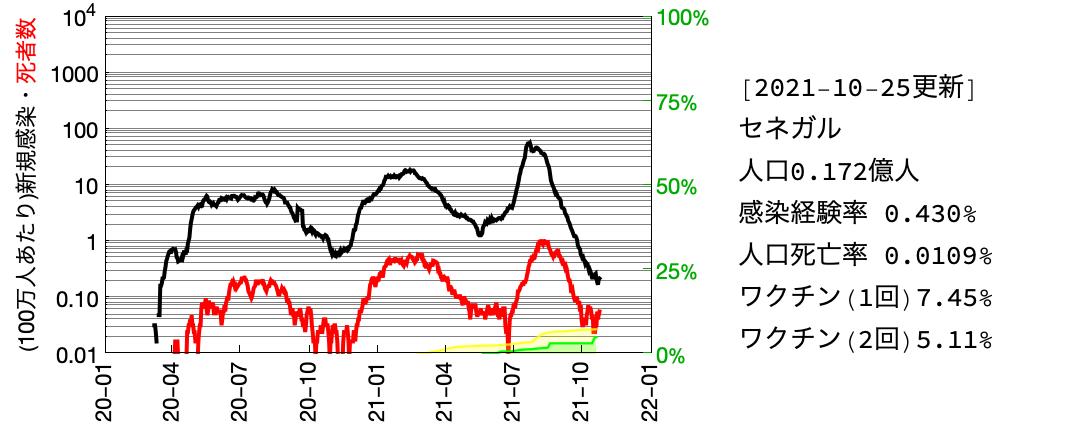 (100万人あたり)新規感染・死者数
10^4
1000
100
10
1
0.10
0.01
100%
75%
50%
25%
0%
20-01
20-04
20-07
20-10
21-01
21-04
21-07
21-10
22-01
[2021-10-25更新]
セネガル
人口0.172億人
感染経験率 0.430%
人口死亡率 0.0109%
ワクチン(1回)7.45%
ワクチン(2回)5.11%